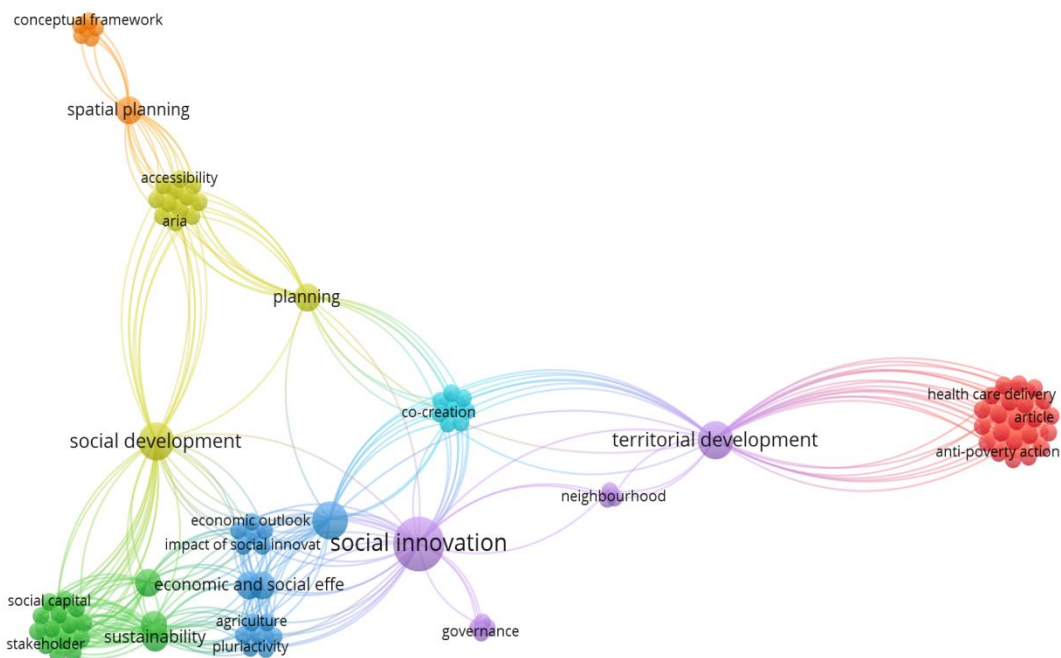 conceptual framework
spatial planning
accessibility
aria
planning
co-creation
health care delivery
article
anti-poverty action
social development
territorial development
neighbourhood
economic outlook
impact of social innovat
social innovation
economic and social effe
social capital
stakeholder
sustainability
agriculture
pluriactivity
governance